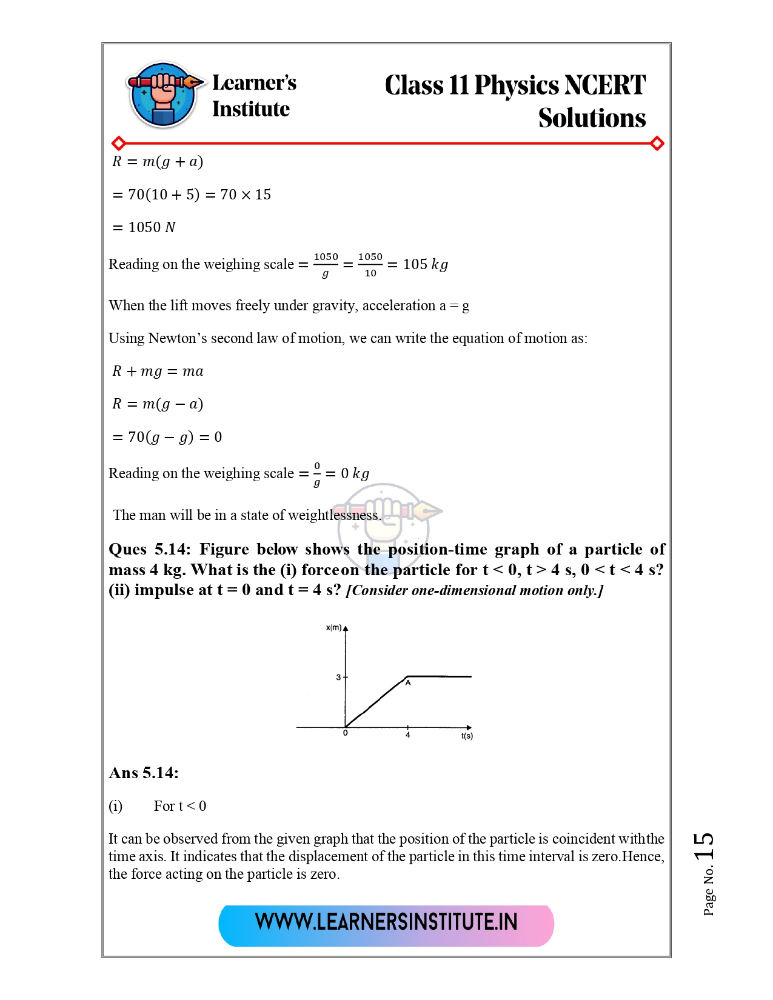 Learner's
Institute
Class 11 Physics NCERT
Solutions
R = m(g + a)
= 70(10 + 5) = 70 × 15
= 1050 N
Reading on the weighing scale = 1050/g = 1050/10 = 105 kg
When the lift moves freely under gravity, acceleration a = g
Using Newton's second law of motion, we can write the equation of motion as:
R + mg = ma
R = m(g − a)
= 70(g − g) = 0
Reading on the weighing scale = 0/g = 0 kg
The man will be in a state of weightlessness.
Ques 5.14: Figure below shows the position-time graph of a particle of
mass 4 kg. What is the (i) forceon the particle for t < 0, t > 4 s, 0 < t < 4 s?
(ii) impulse at t = 0 and t = 4 s? [Consider one-dimensional motion only.]
x(m)
3
A
0
4
t(s)
Ans 5.14:
(i) For t < 0
It can be observed from the given graph that the position of the particle is coincident withthe
time axis. It indicates that the displacement of the particle in this time interval is zero.Hence,
the force acting on the particle is zero.
Page No. 15
WWW.LEARNERSINSTITUTE.IN